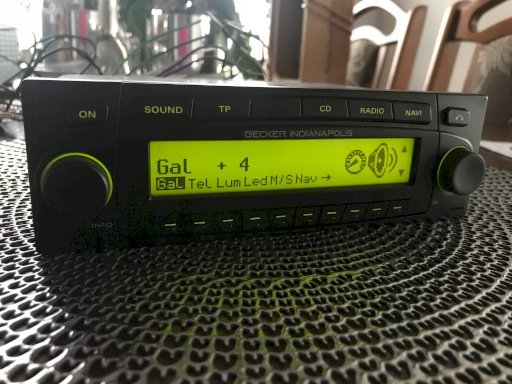 ON
SOUND TP CD RADIO NAVI
BECKER INDIANAPOLIS
Gal + 4
Gal Tel Lum Led M/S Nav →
INFO